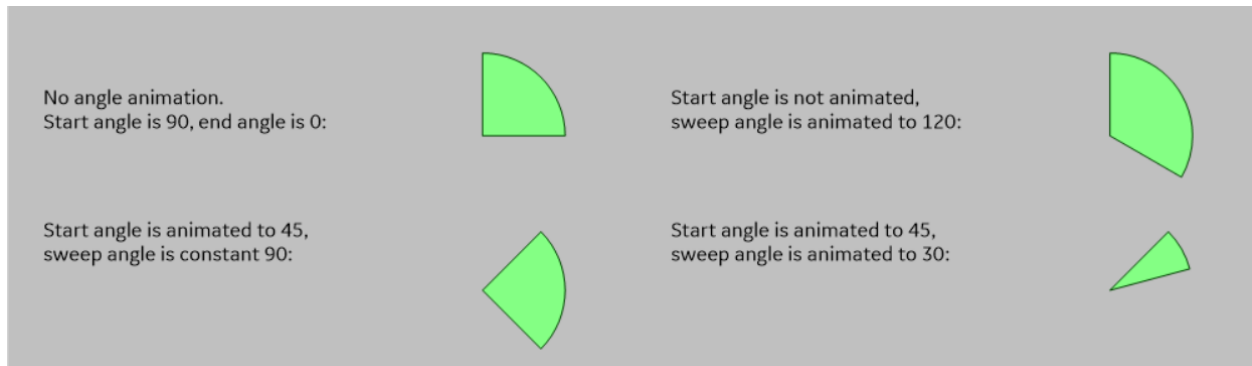 No angle animation.
Start angle is 90, end angle is 0:
Start angle is not animated,
sweep angle is animated to 120:
Start angle is animated to 45,
sweep angle is constant 90:
Start angle is animated to 45,
sweep angle is animated to 30: